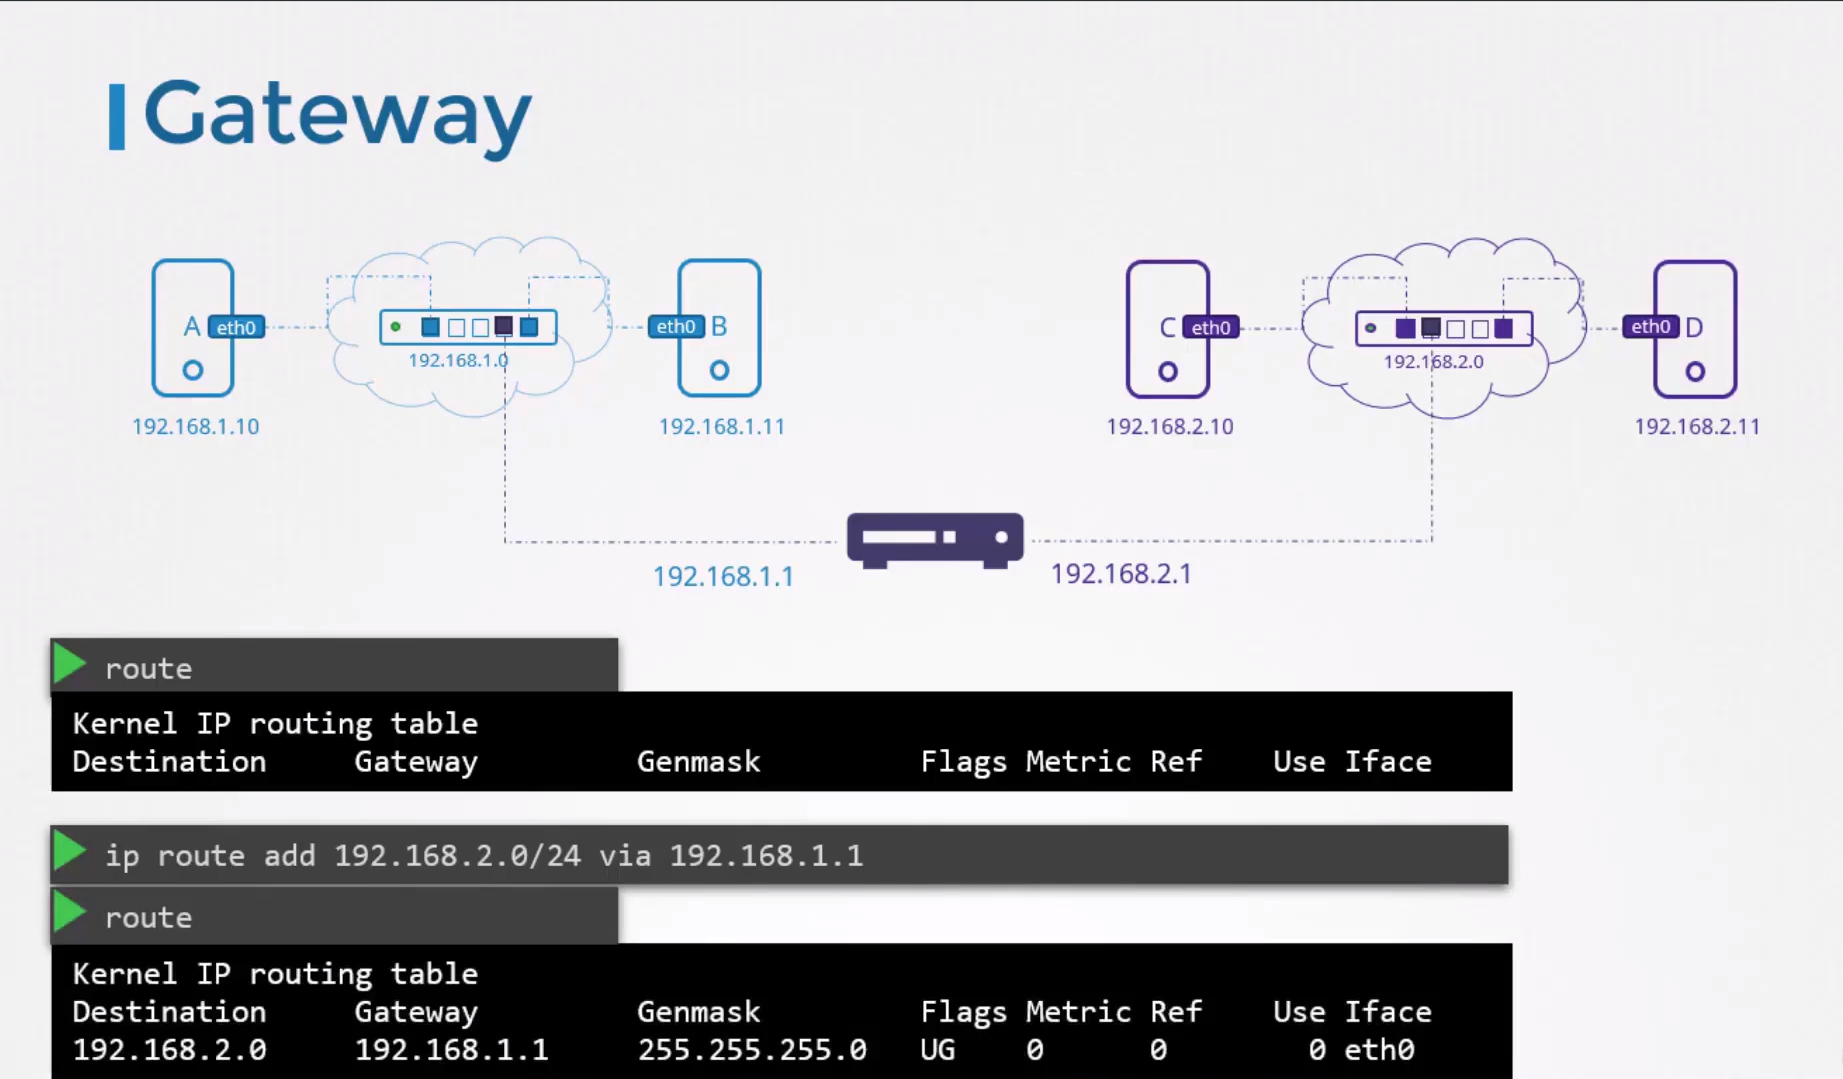 Gateway
A eth0
192.168.1.0
eth0 B
C eth0
192.168.2.0
eth0 D
192.168.1.10
192.168.1.11
192.168.2.10
192.168.2.11
192.168.1.1
192.168.2.1
route
Kernel IP routing table
Destination Gateway Genmask Flags Metric Ref Use Iface
ip route add 192.168.2.0/24 via 192.168.1.1
route
Kernel IP routing table
Destination Gateway Genmask Flags Metric Ref Use Iface
192.168.2.0 192.168.1.1 255.255.255.0 UG 0 0 0 eth0